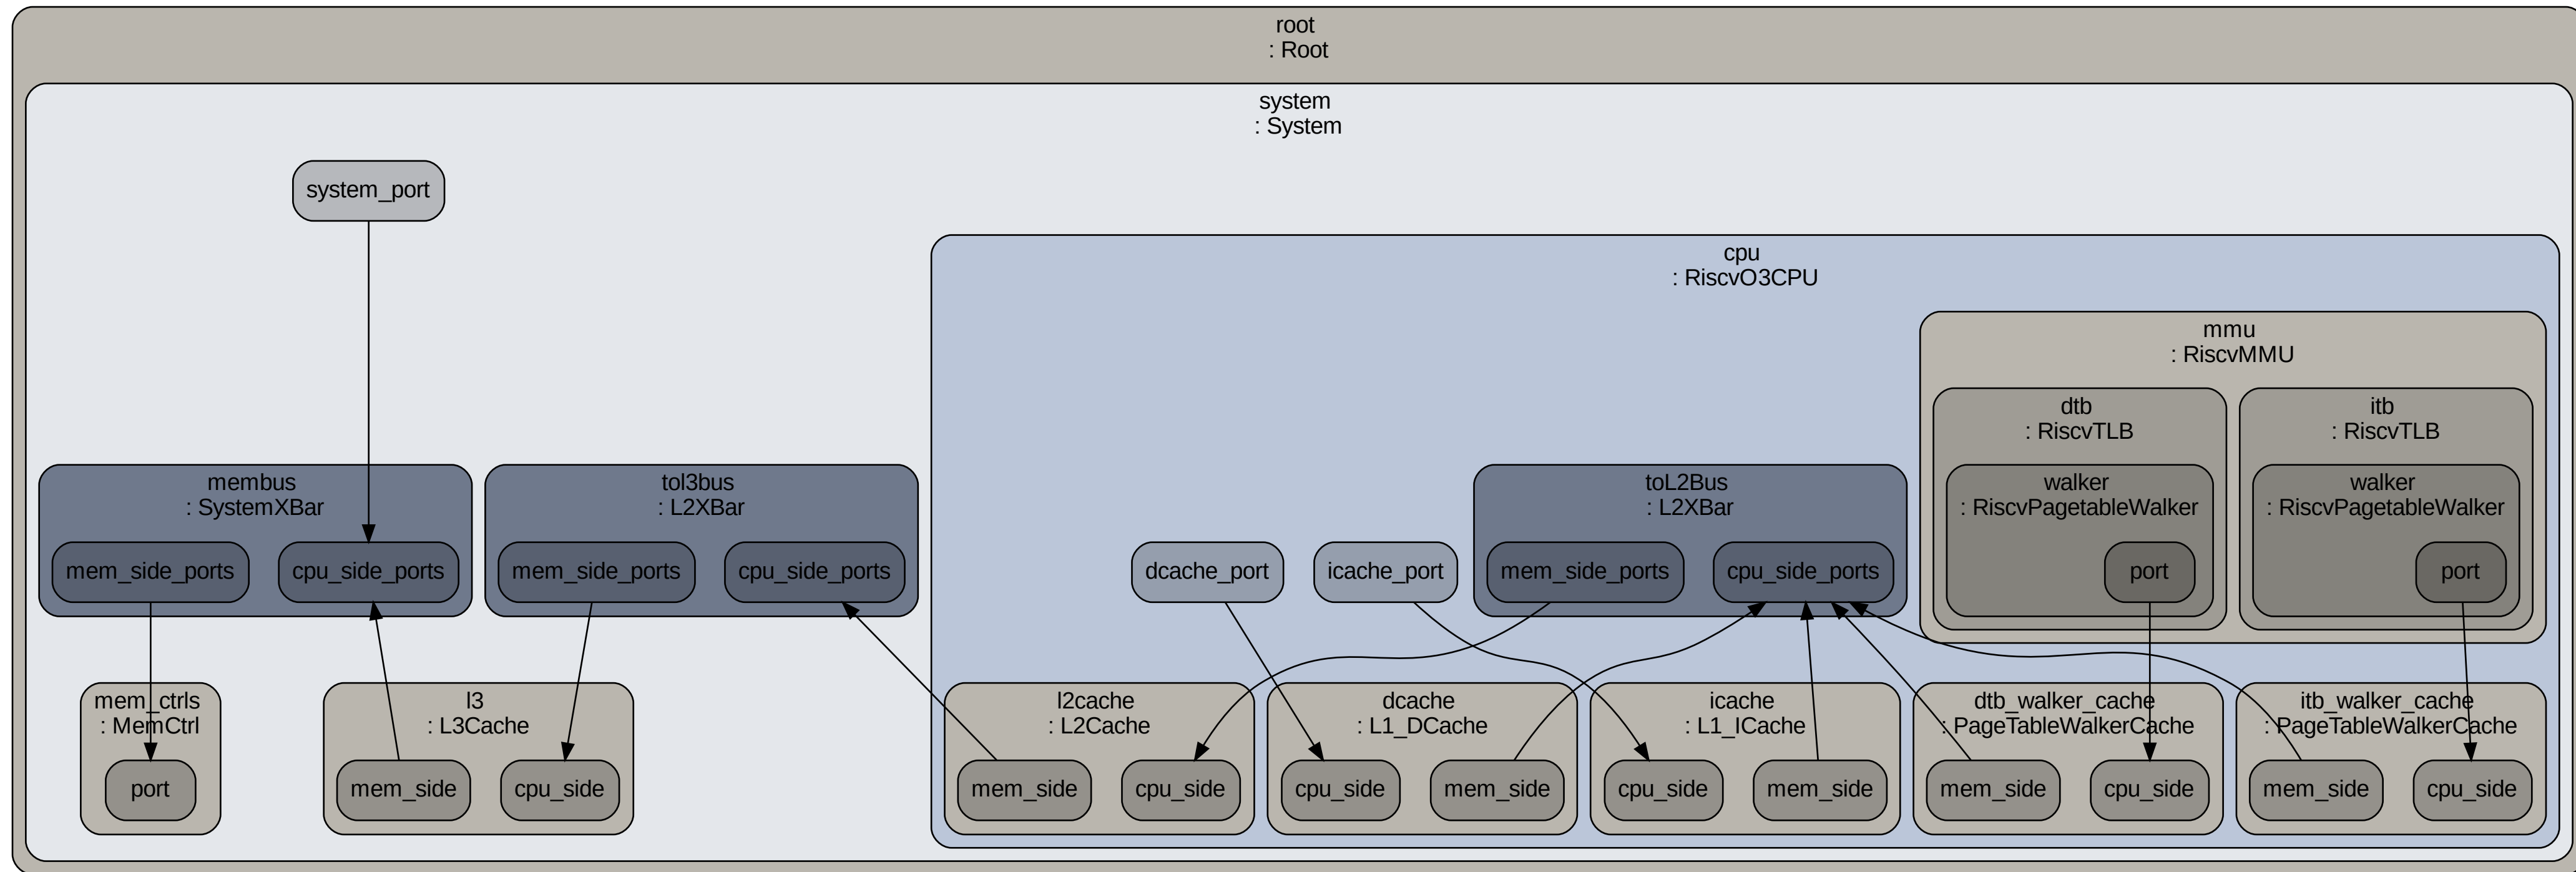 root
: Root
system
: System
system_port
cpu
: RiscvO3CPU
mmu
: RiscvMMU
dtb
: RiscvTLB
itb
: RiscvTLB
membus
: SystemXBar
tol3bus
: L2XBar
toL2Bus
: L2XBar
walker
: RiscvPagetableWalker
walker
: RiscvPagetableWalker
mem_side_ports
cpu_side_ports
mem_side_ports
cpu_side_ports
dcache_port
icache_port
mem_side_ports
cpu_side_ports
port
port
mem_ctrls
: MemCtrl
l3
: L3Cache
l2cache
: L2Cache
dcache
: L1_DCache
icache
: L1_ICache
dtb_walker_cache
: PageTableWalkerCache
itb_walker_cache
: PageTableWalkerCache
port
mem_side
cpu_side
mem_side
cpu_side
cpu_side
mem_side
cpu_side
mem_side
mem_side
cpu_side
mem_side
cpu_side